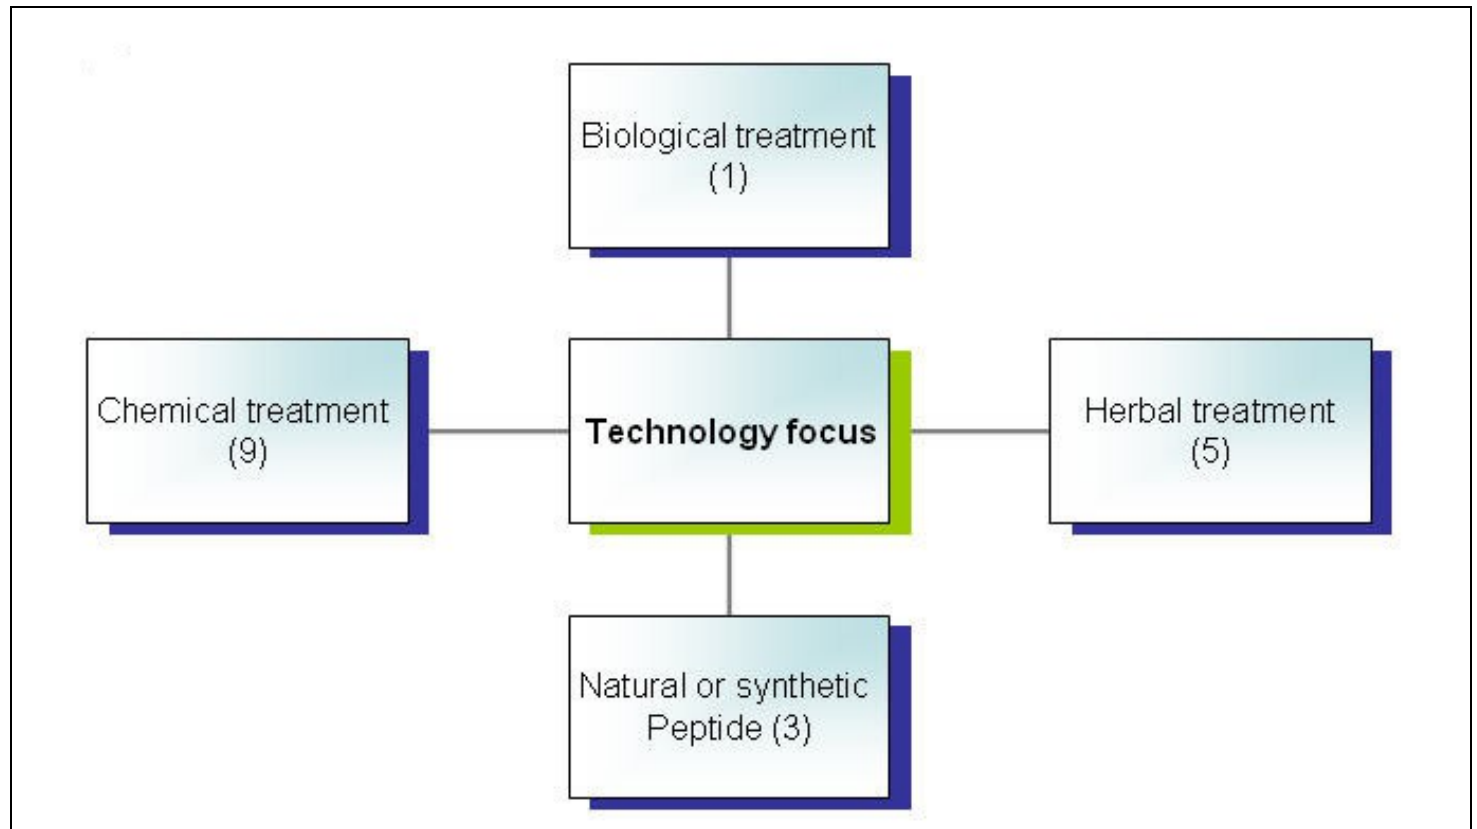 Biological treatment
(1)
Chemical treatment
(9)
Technology focus
Herbal treatment
(5)
Natural or synthetic
Peptide (3)